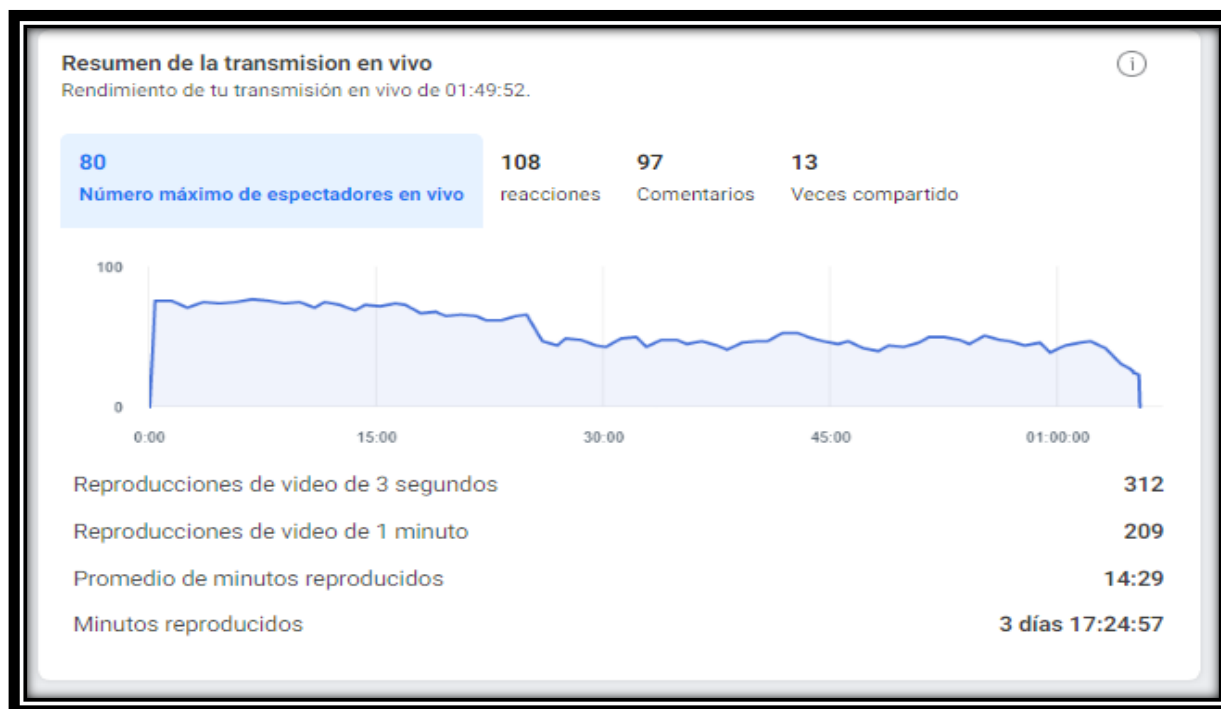 Resumen de la transmision en vivo
Rendimiento de tu transmisión en vivo de 01:49:52.
80 108 97 13
Número máximo de espectadores en vivo reacciones Comentarios Veces compartido
100
0
0:00 15:00 30:00 45:00 01:00:00
Reproducciones de video de 3 segundos 312
Reproducciones de video de 1 minuto 209
Promedio de minutos reproducidos 14:29
Minutos reproducidos 3 días 17:24:57